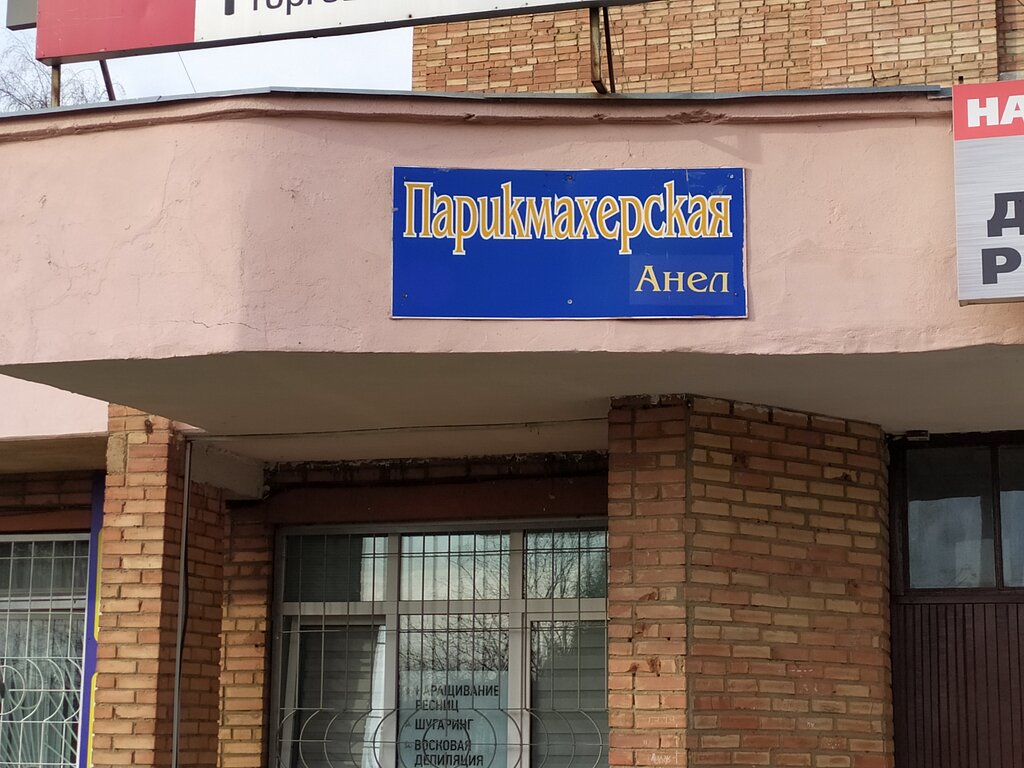 Парикмахерская
Анел
НАРАЩИВАНИЕ
РЕСНИЦ
ШУГАРИНГ
ВОСКОВАЯ
ДЕПИЛЯЦИЯ